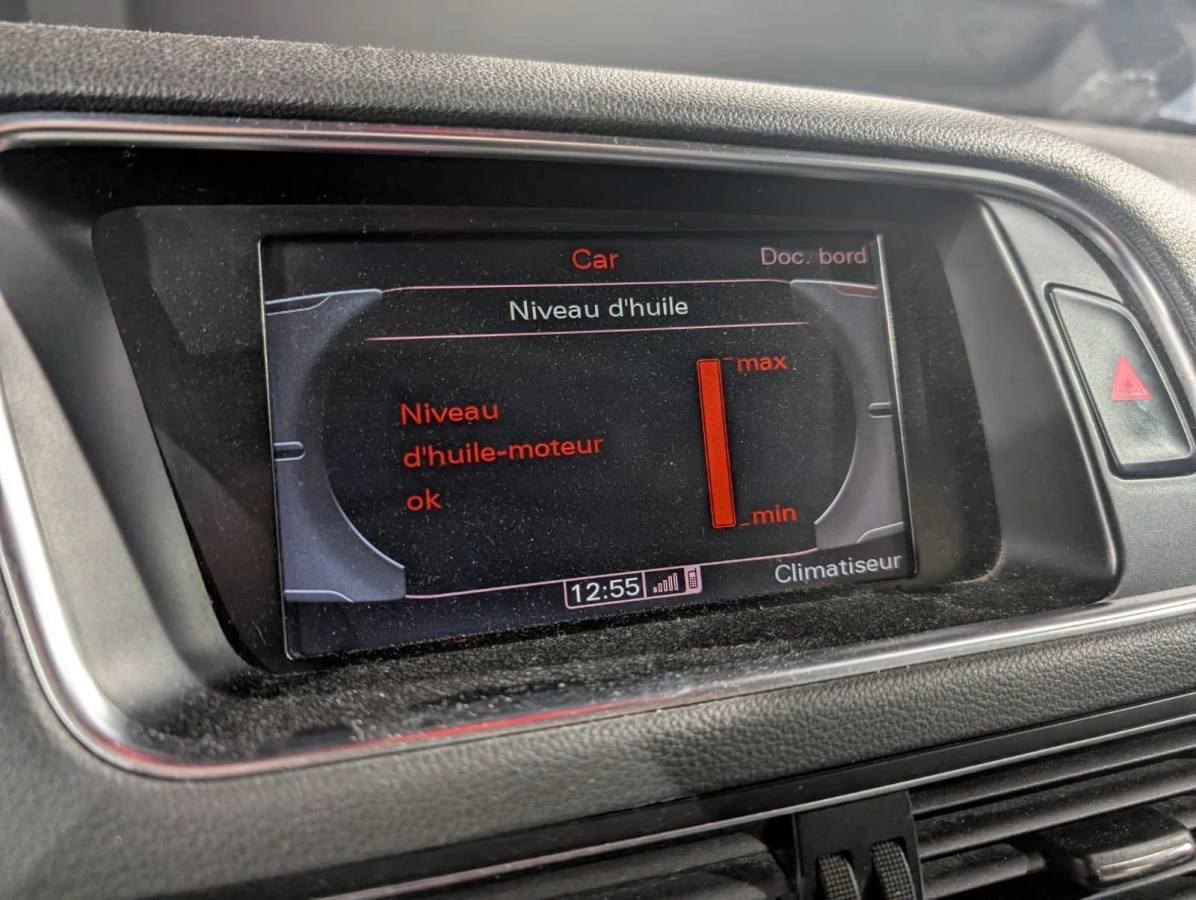 Car
Doc. bord
Niveau d'huile
max
Niveau
d'huile-moteur
ok
min
Climatiseur
12:55